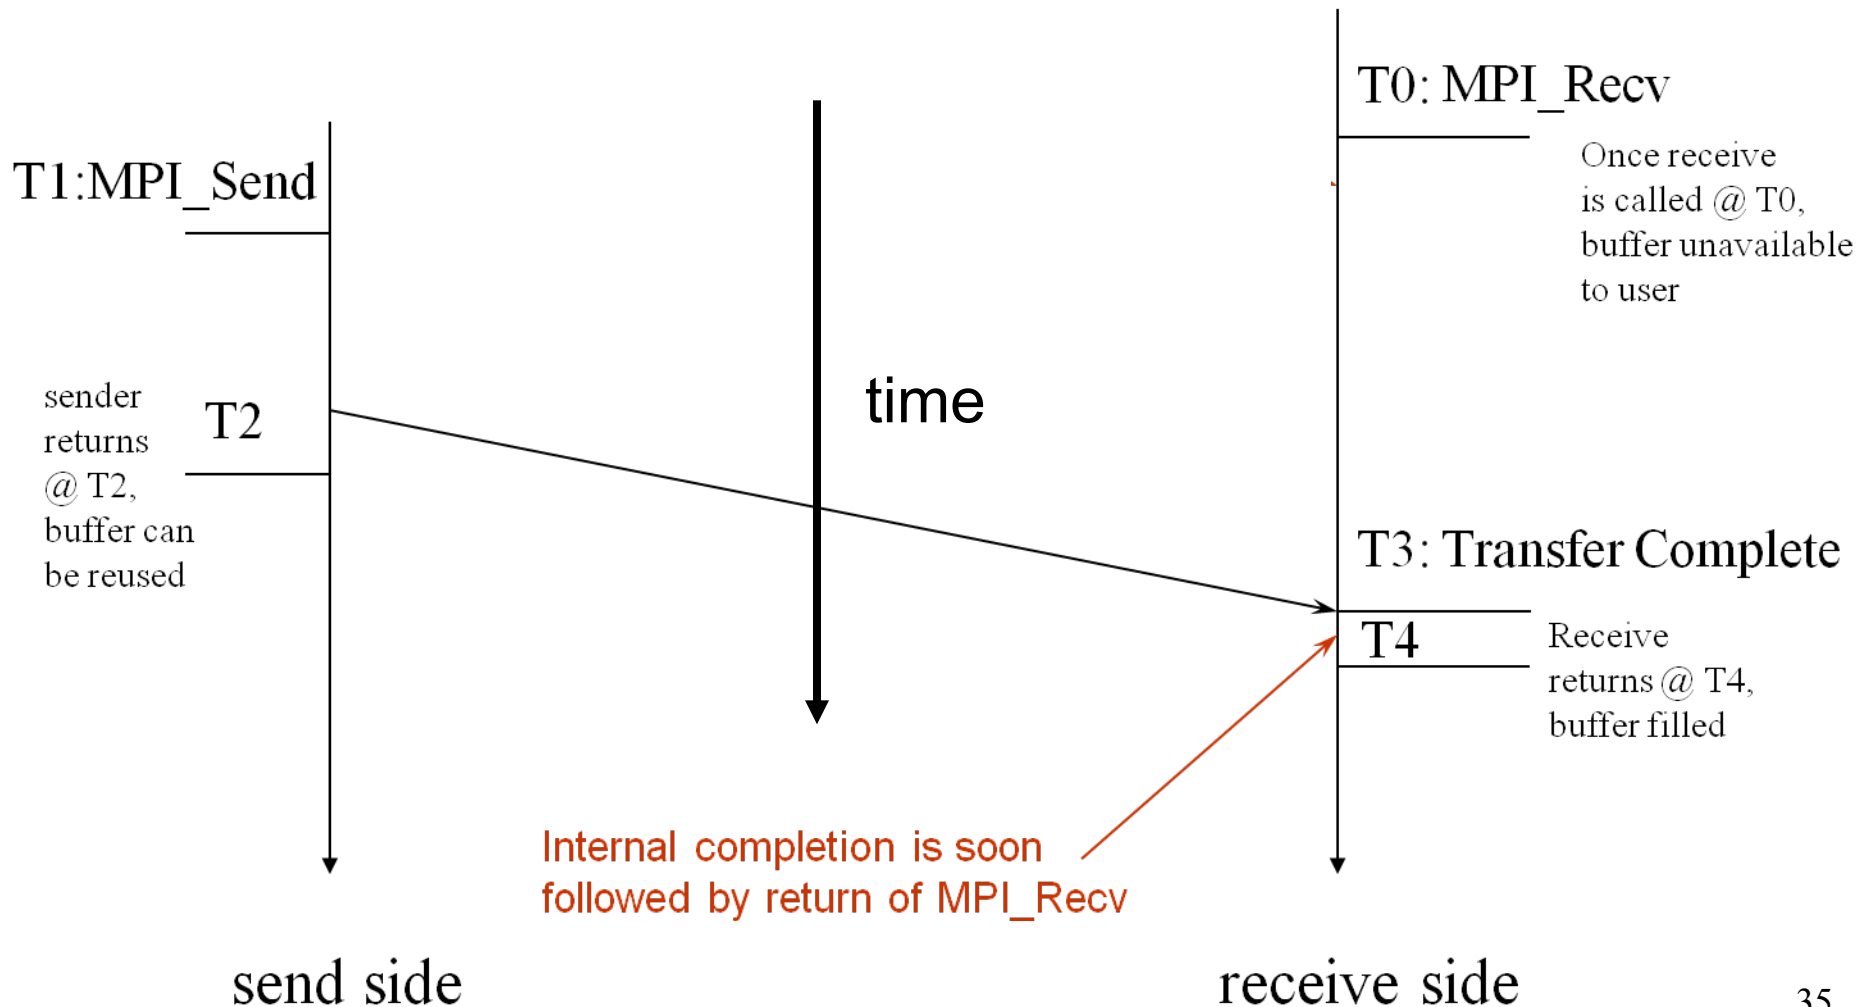 T0: MPI_Recv
Once receive
is called @ T0,
buffer unavailable
to user
T1:MPI_Send
time
sender
returns
@ T2,
buffer can
be reused
T2
T3: Transfer Complete
T4
Receive
returns @ T4,
buffer filled
Internal completion is soon
followed by return of MPI_Recv
send side
receive side
35